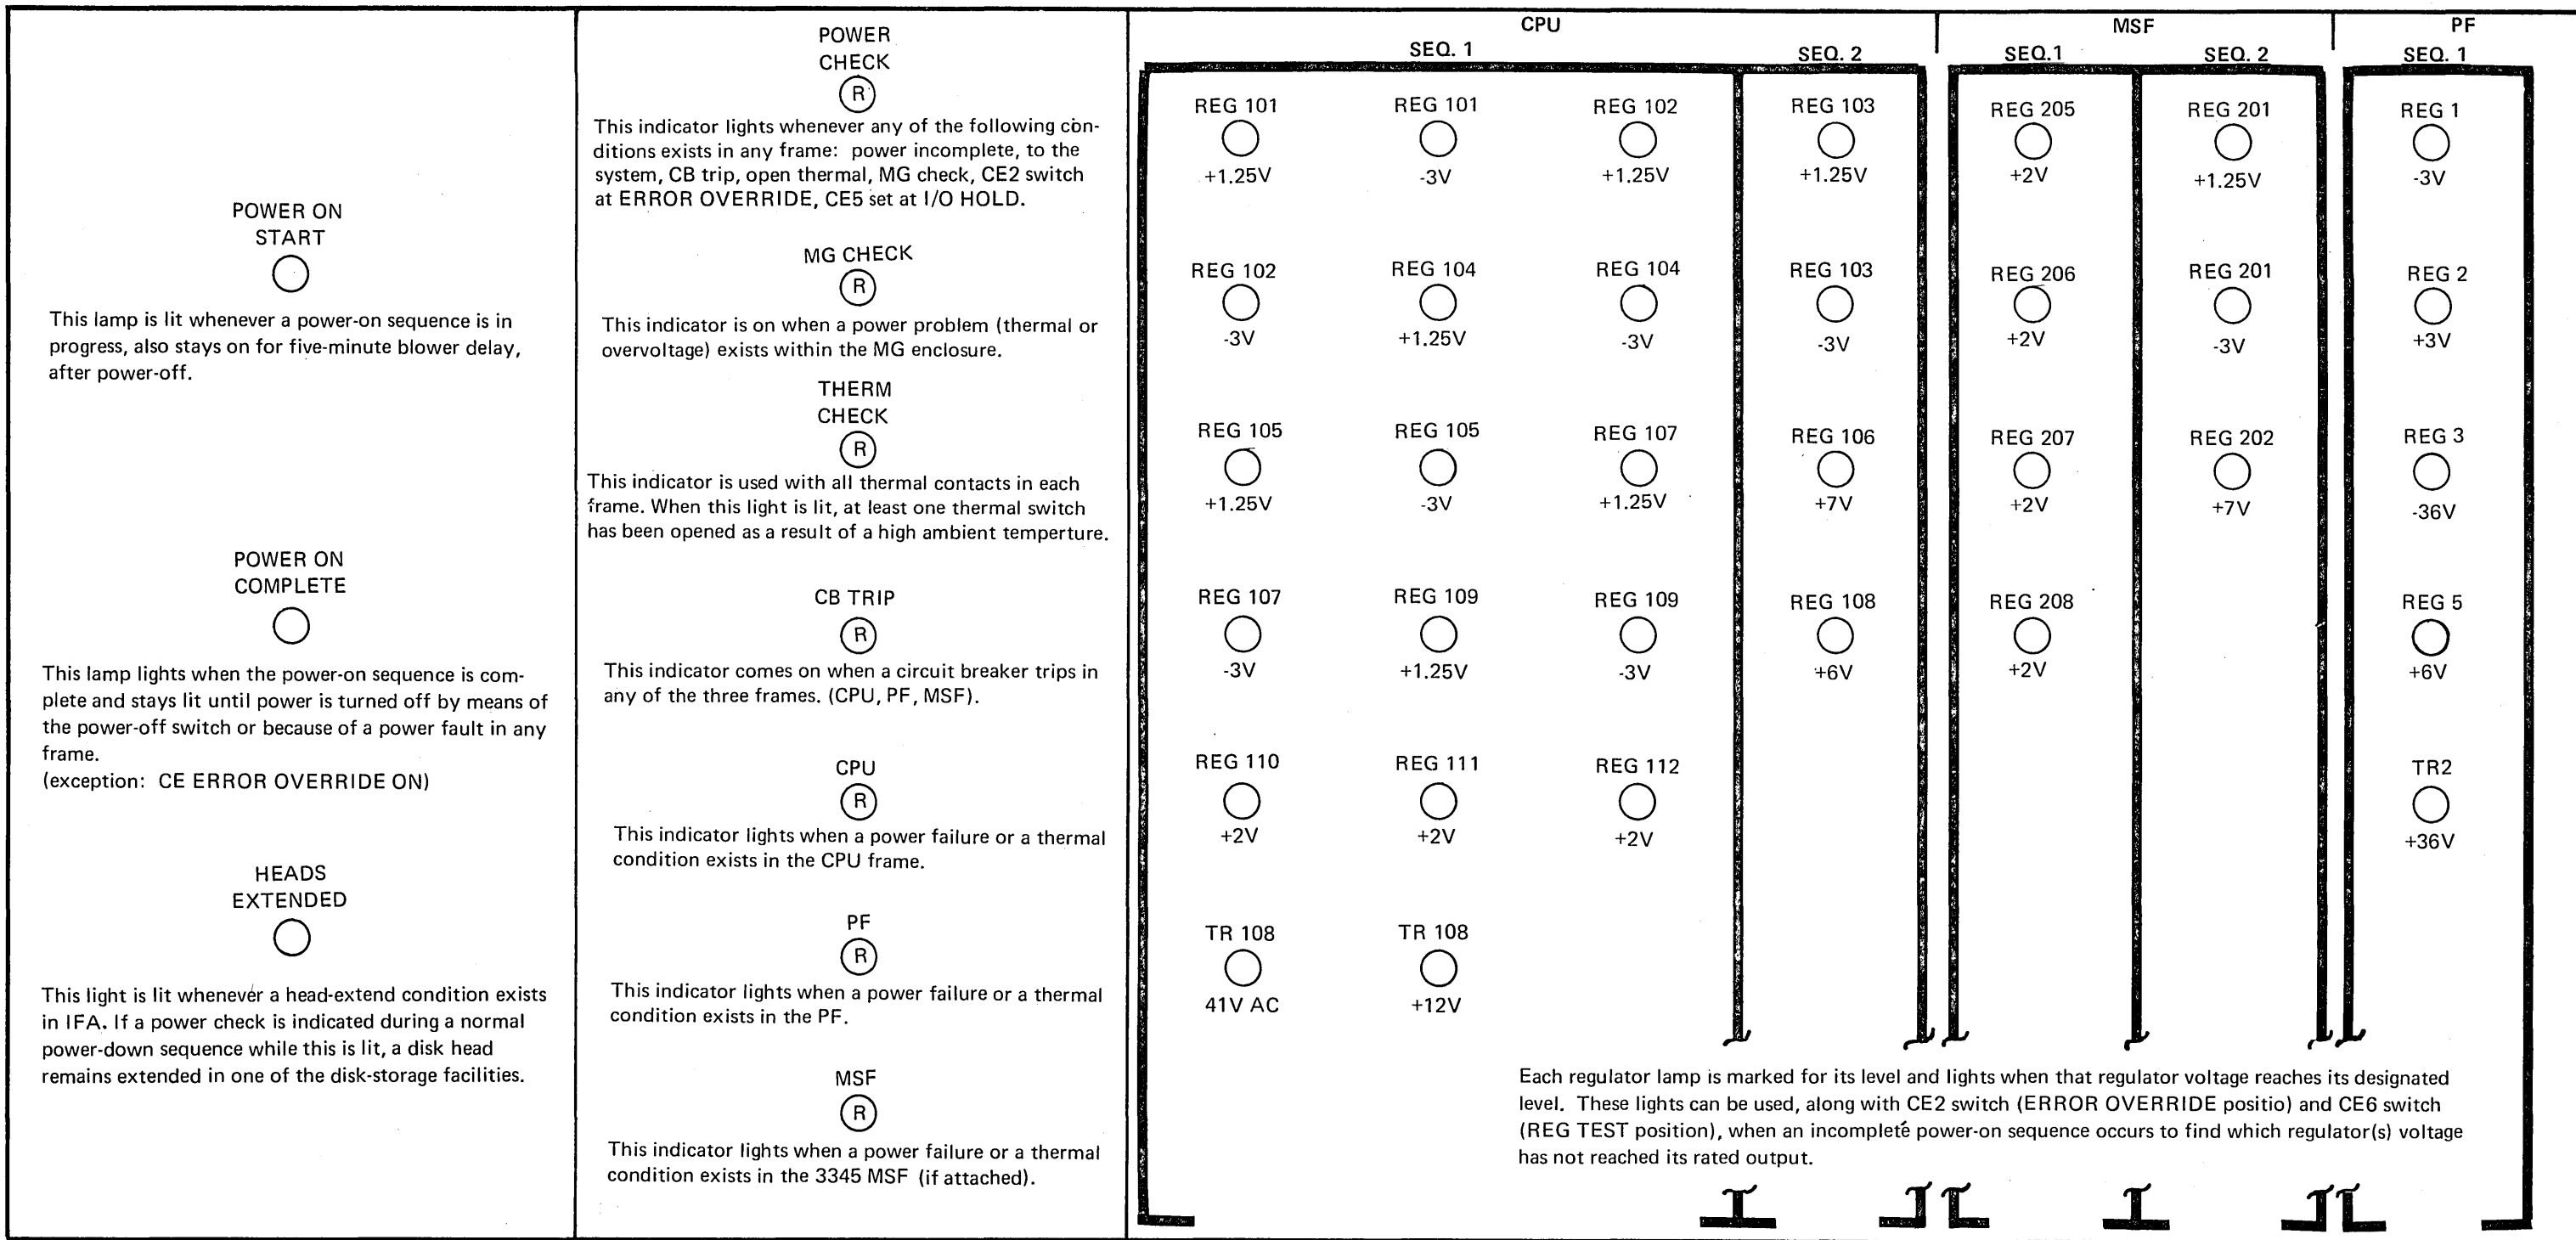 POWER ON
START
This lamp is lit whenever a power-on sequence is in
progress, also stays on for five-minute blower delay,
after power-off.
POWER ON
COMPLETE
This lamp lights when the power-on sequence is com-
plete and stays lit until power is turned off by means of
the power-off switch or because of a power fault in any
frame.
(exception: CE ERROR OVERRIDE ON)
HEADS
EXTENDED
This light is lit whenever a head-extend condition exists
in IFA. If a power check is indicated during a normal
power-down sequence while this is lit, a disk head
remains extended in one of the disk-storage facilities.
POWER
CHECK
R
This indicator lights whenever any of the following con-
ditions exists in any frame: power incomplete, to the
system, CB trip, open thermal, MG check, CE2 switch
at ERROR OVERRIDE, CE5 set at I/O HOLD.
MG CHECK
R
This indicator is on when a power problem (thermal or
overvoltage) exists within the MG enclosure.
THERM
CHECK
R
This indicator is used with all thermal contacts in each
frame. When this light is lit, at least one thermal switch
has been opened as a result of a high ambient temperture.
CB TRIP
R
This indicator comes on when a circuit breaker trips in
any of the three frames. (CPU, PF, MSF).
CPU
R
This indicator lights when a power failure or a thermal
condition exists in the CPU frame.
PF
R
This indicator lights when a power failure or a thermal
condition exists in the PF.
MSF
R
This indicator lights when a power failure or a thermal
condition exists in the 3345 MSF (if attached).
CPU MSF PF
SEQ. 1 SEQ. 2 SEQ.1 SEQ. 2 SEQ. 1
REG 101 REG 101 REG 102 REG 103 REG 205 REG 201 REG 1
+1.25V -3V +1.25V +1.25V +2V +1.25V -3V
REG 102 REG 104 REG 104 REG 103 REG 206 REG 201 REG 2
-3V +1.25V -3V -3V +2V -3V +3V
REG 105 REG 105 REG 107 REG 106 REG 207 REG 202 REG 3
+1.25V -3V +1.25V +7V +2V +7V -36V
REG 107 REG 109 REG 109 REG 108 REG 208 REG 5
-3V +1.25V -3V +6V +2V +6V
REG 110 REG 111 REG 112 TR2
+2V +2V +2V +36V
TR 108 TR 108
41V AC +12V
Each regulator lamp is marked for its level and lights when that regulator voltage reaches its designated
level. These lights can be used, along with CE2 switch (ERROR OVERRIDE positio) and CE6 switch
(REG TEST position), when an incomplete power-on sequence occurs to find which regulator(s) voltage
has not reached its rated output.